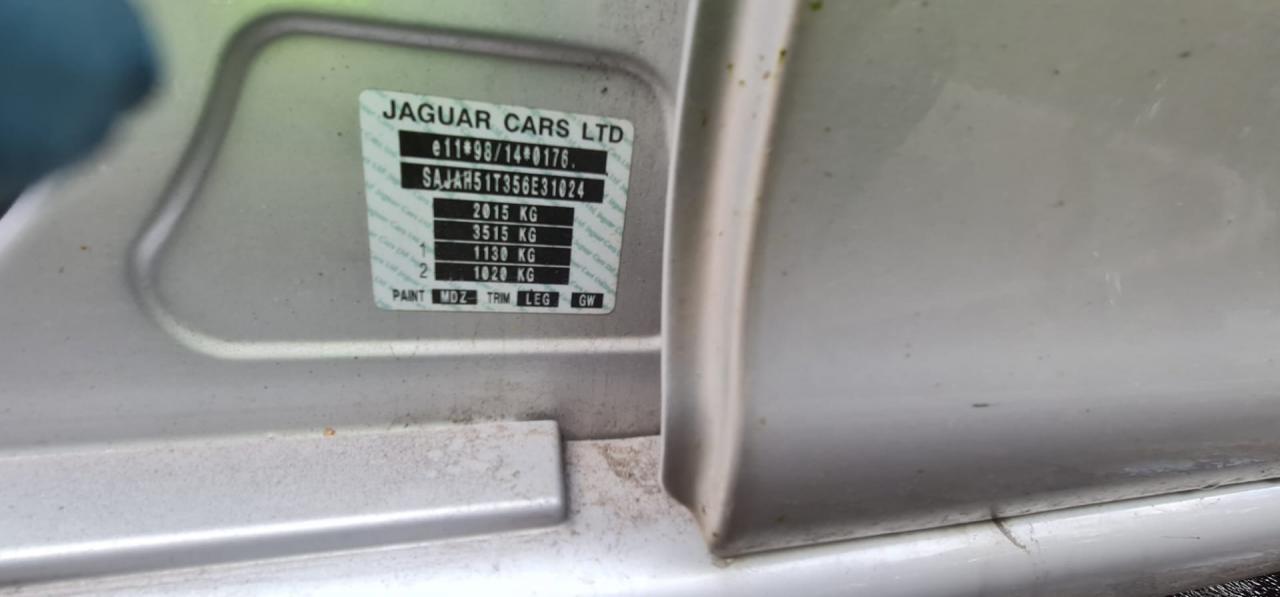 JAGUAR CARS LTD
e11*98/14*0176.
SAJAH51T356E31024
2015 KG
3515 KG
1 1130 KG
2 1020 KG
PAINT MDZ TRIM LEG GW